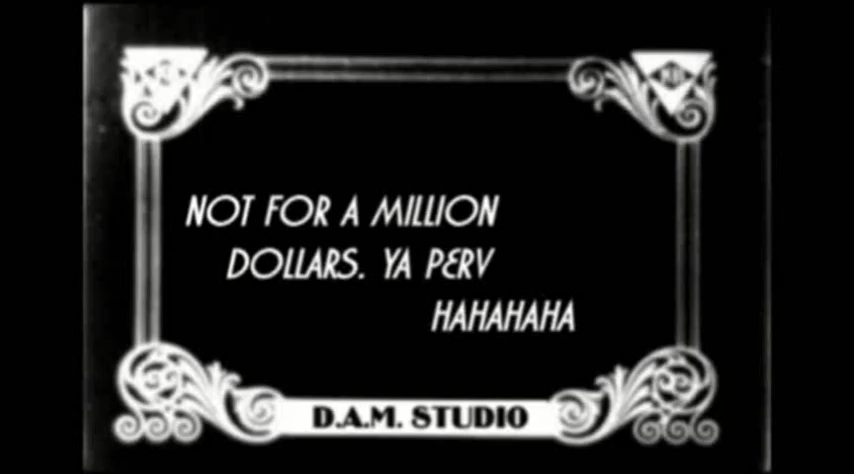 NOT FOR A MILLION
DOLLARS. YA PERV
HAHAHAHA
D.A.M. STUDIO